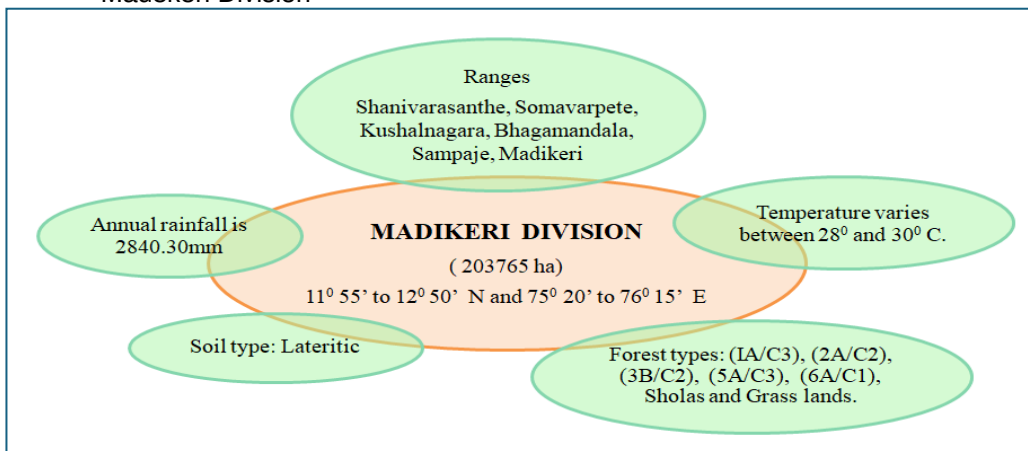 Madekeri Division
Ranges
Shanivarasanthe, Somavarpete,
Kushalnagara, Bhagamandala,
Sampaje, Madikeri
Annual rainfall is
2840.30mm
Temperature varies
between 28⁰ and 30⁰ C.
MADIKERI DIVISION
( 203765 ha)
11⁰ 55’ to 12⁰ 50’ N and 75⁰ 20’ to 76⁰ 15’ E
Soil type: Lateritic
Forest types: (IA/C3), (2A/C2),
(3B/C2), (5A/C3), (6A/C1),
Sholas and Grass lands.